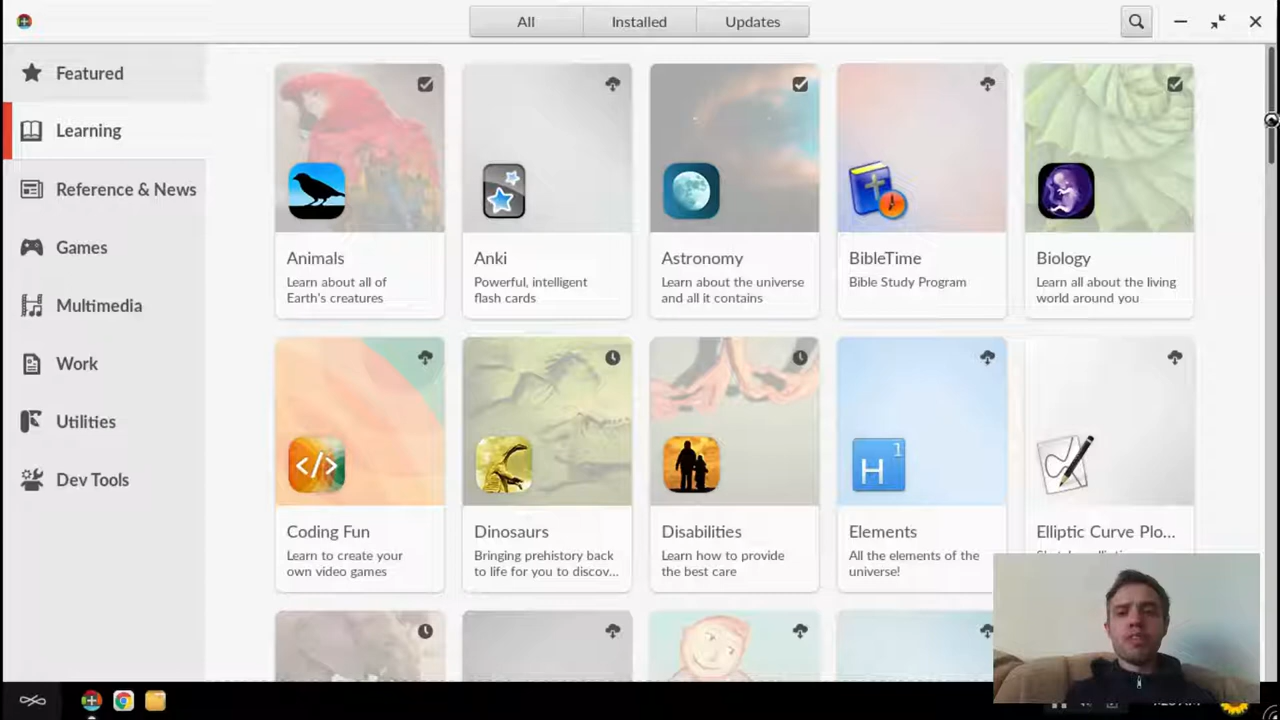 All
Installed
Updates
Featured
Learning
Reference & News
Games
Multimedia
Work
Utilities
Dev Tools
Animals
Learn about all of
Earth's creatures
Anki
Powerful, intelligent
flash cards
Astronomy
Learn about the universe
and all it contains
BibleTime
Bible Study Program
Biology
Learn all about the living
world around you
</>
Coding Fun
Learn to create your
own video games
Dinosaurs
Bringing prehistory back
to life for you to discov...
Disabilities
Learn how to provide
the best care
H 1
Elements
All the elements of the
universe!
Elliptic Curve Plo...